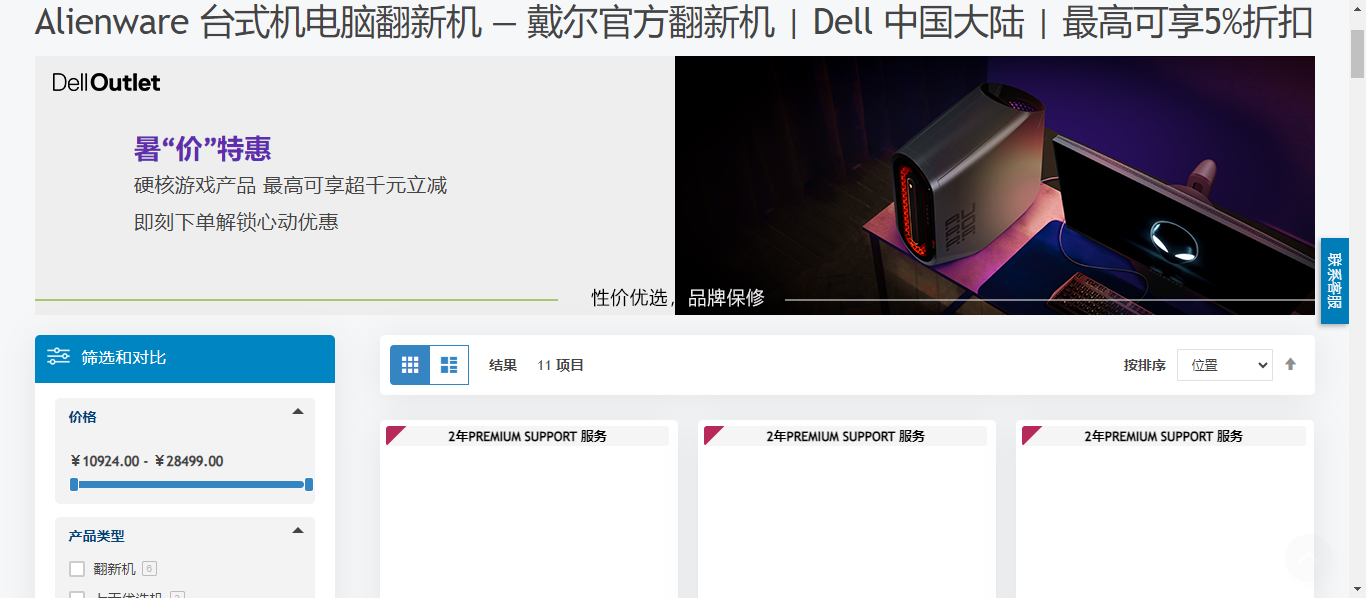 Alienware 台式机电脑翻新机 — 戴尔官方翻新机 | Dell 中国大陆 | 最高可享5%折扣
DellOutlet
暑“价”特惠
硬核游戏产品 最高可享超千元立减
即刻下单解锁心动优惠
性价优选，品牌保修
联系客服
筛选和对比
结果 11 项目
按排序 位置
价格
￥10924.00 - ￥28499.00
产品类型
翻新机 6
2年PREMIUM SUPPORT 服务
2年PREMIUM SUPPORT 服务
2年PREMIUM SUPPORT 服务